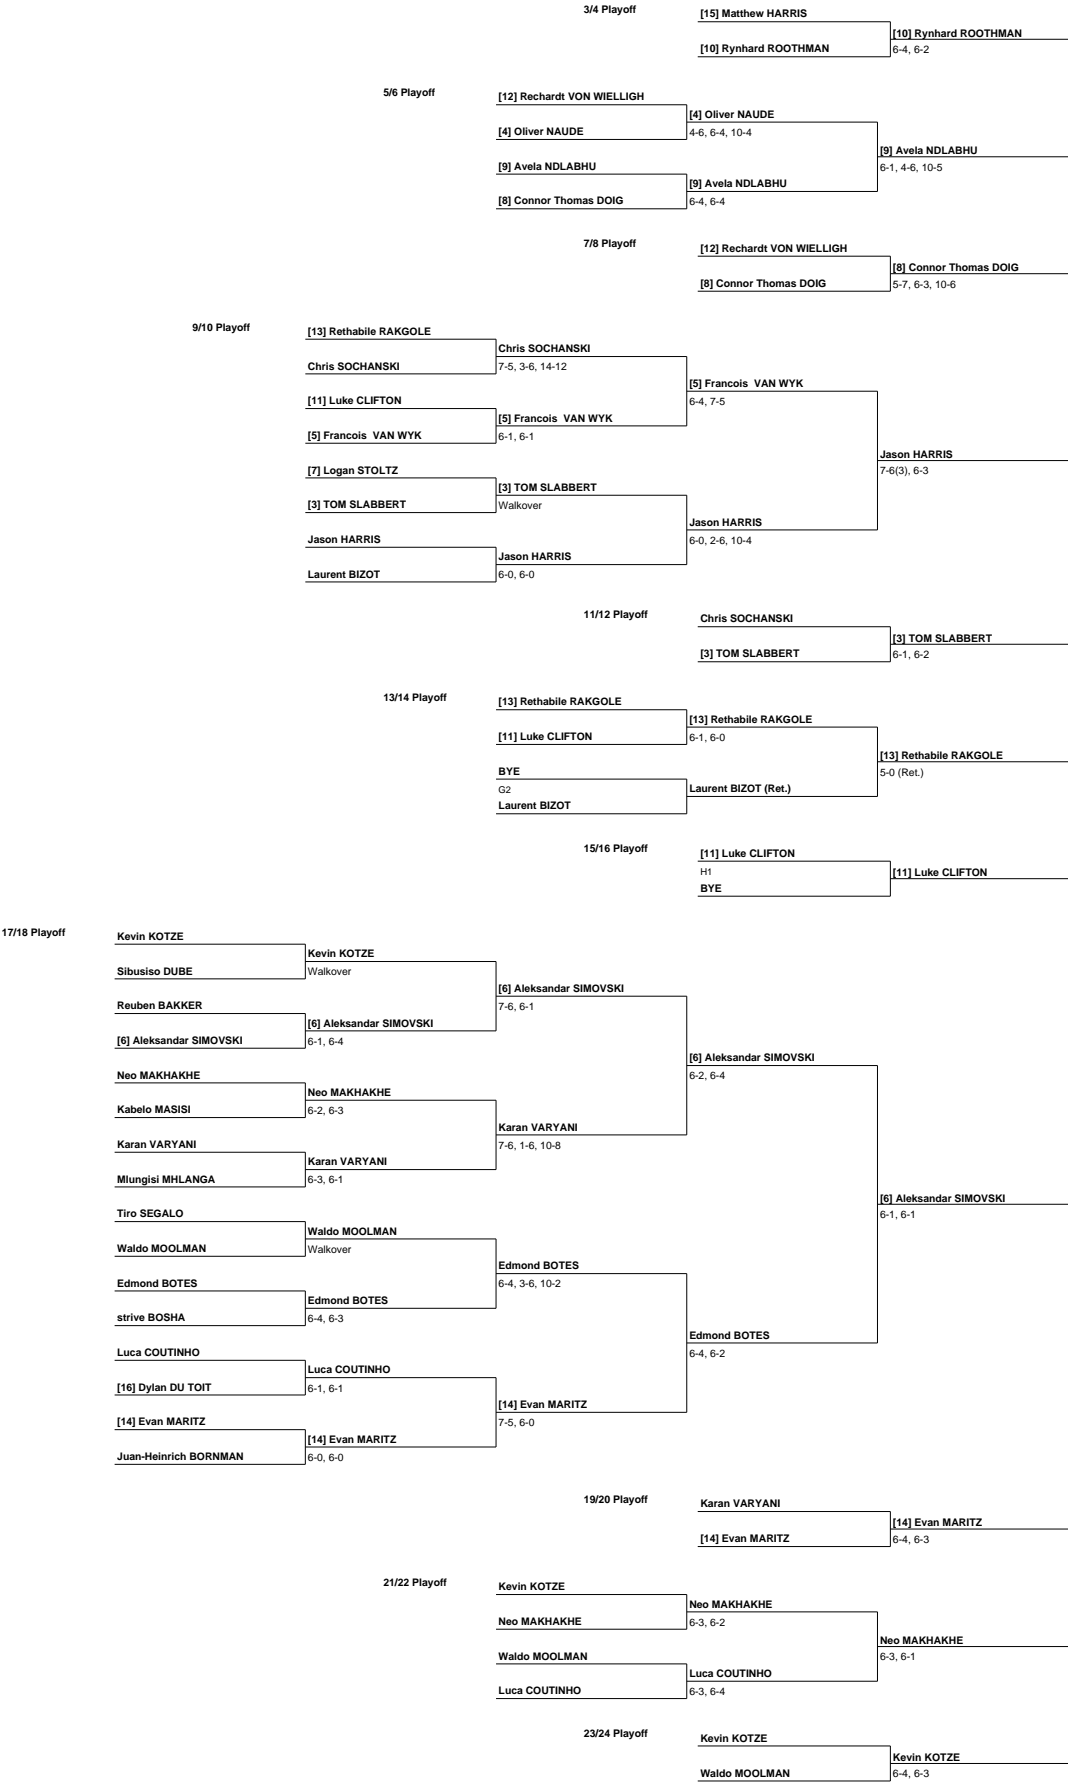 3/4 Playoff
[15] Matthew HARRIS
[10] Rynhard ROOTHMAN
[10] Rynhard ROOTHMAN
6-4, 6-2
5/6 Playoff
[12] Rechardt VON WIELLIGH
[4] Oliver NAUDE
[4] Oliver NAUDE
4-6, 6-4, 10-4
[9] Avela NDLABHU
6-1, 4-6, 10-5
[9] Avela NDLABHU
[9] Avela NDLABHU
[8] Connor Thomas DOIG
6-4, 6-4
7/8 Playoff
[12] Rechardt VON WIELLIGH
[8] Connor Thomas DOIG
[8] Connor Thomas DOIG
5-7, 6-3, 10-6
9/10 Playoff
[13] Rethabile RAKGOLE
Chris SOCHANSKI
Chris SOCHANSKI
7-5, 3-6, 14-12
[5] Francois  VAN WYK
6-4, 7-5
[11] Luke CLIFTON
[5] Francois  VAN WYK
[5] Francois  VAN WYK
6-1, 6-1
Jason HARRIS
7-6(3), 6-3
[7] Logan STOLTZ
[3] TOM SLABBERT
[3] TOM SLABBERT
Walkover
Jason HARRIS
6-0, 2-6, 10-4
Jason HARRIS
Jason HARRIS
Laurent BIZOT
6-0, 6-0
11/12 Playoff
Chris SOCHANSKI
[3] TOM SLABBERT
[3] TOM SLABBERT
6-1, 6-2
13/14 Playoff
[13] Rethabile RAKGOLE
[13] Rethabile RAKGOLE
[11] Luke CLIFTON
6-1, 6-0
[13] Rethabile RAKGOLE
5-0 (Ret.)
BYE
G2
Laurent BIZOT (Ret.)
Laurent BIZOT
15/16 Playoff
[11] Luke CLIFTON
H1
[11] Luke CLIFTON
BYE
17/18 Playoff
Kevin KOTZE
Kevin KOTZE
Sibusiso DUBE
Walkover
[6] Aleksandar SIMOVSKI
7-6, 6-1
Reuben BAKKER
[6] Aleksandar SIMOVSKI
[6] Aleksandar SIMOVSKI
6-1, 6-4
[6] Aleksandar SIMOVSKI
6-2, 6-4
Neo MAKHAKHE
Neo MAKHAKHE
Kabelo MASISI
6-2, 6-3
Karan VARYANI
7-6, 1-6, 10-8
Karan VARYANI
Karan VARYANI
Mlungisi MHLANGA
6-3, 6-1
[6] Aleksandar SIMOVSKI
6-1, 6-1
Tiro SEGALO
Waldo MOOLMAN
Waldo MOOLMAN
Walkover
Edmond BOTES
6-4, 3-6, 10-2
Edmond BOTES
Edmond BOTES
strive BOSHA
6-4, 6-3
Edmond BOTES
6-4, 6-2
Luca COUTINHO
Luca COUTINHO
[16] Dylan DU TOIT
6-1, 6-1
[14] Evan MARITZ
7-5, 6-0
[14] Evan MARITZ
[14] Evan MARITZ
Juan-Heinrich BORNMAN
6-0, 6-0
19/20 Playoff
Karan VARYANI
[14] Evan MARITZ
[14] Evan MARITZ
6-4, 6-3
21/22 Playoff
Kevin KOTZE
Neo MAKHAKHE
Neo MAKHAKHE
6-3, 6-2
Neo MAKHAKHE
6-3, 6-1
Waldo MOOLMAN
Luca COUTINHO
Luca COUTINHO
6-3, 6-4
23/24 Playoff
Kevin KOTZE
Kevin KOTZE
Waldo MOOLMAN
6-4, 6-3